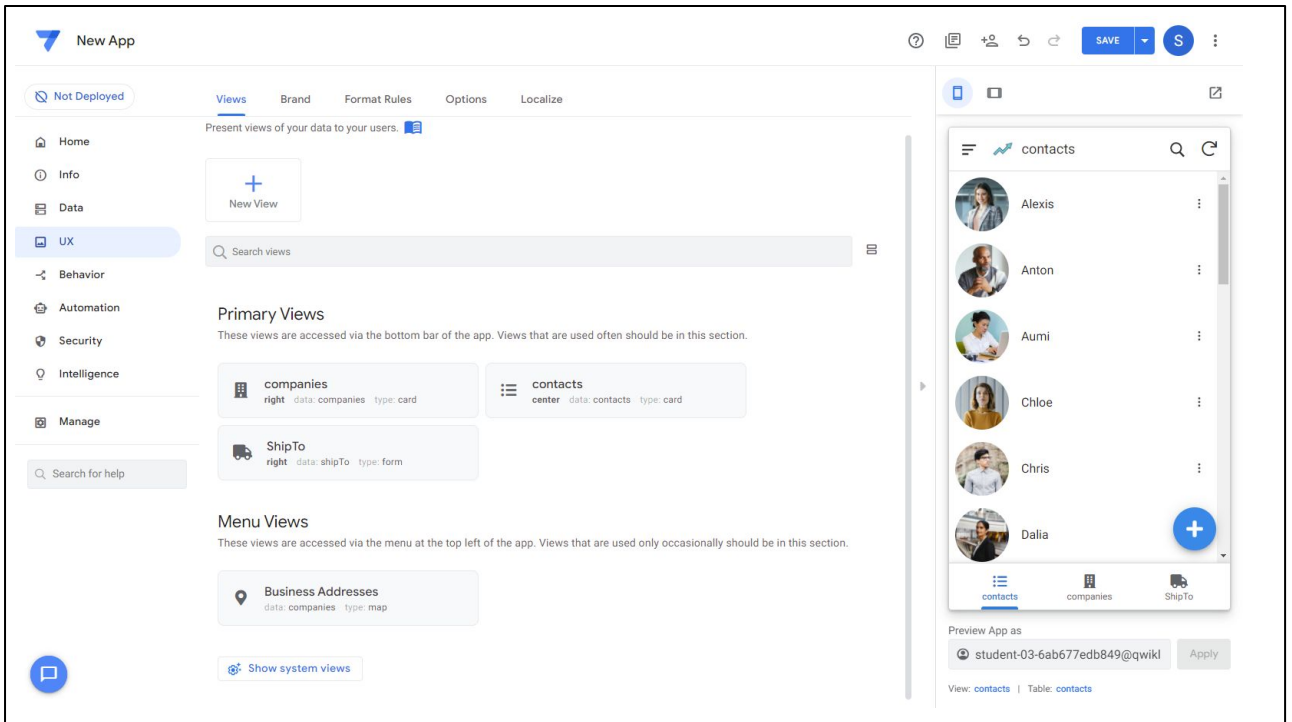 New App
SAVE
S
Not Deployed
Home
Info
Data
UX
Behavior
Automation
Security
Intelligence
Manage
Search for help
Views Brand Format Rules Options Localize
Present views of your data to your users.
New View
Search views
Primary Views
These views are accessed via the bottom bar of the app. Views that are used often should be in this section.
companies
right data: companies type: card
contacts
center data: contacts type: card
ShipTo
right data: shipTo type: form
Menu Views
These views are accessed via the menu at the top left of the app. Views that are used only occasionally should be in this section.
Business Addresses
data: companies type: map
Show system views
contacts
Alexis
Anton
Aumi
Chloe
Chris
Dalia
contacts companies ShipTo
Preview App as
student-03-6ab677edb849@qwikl
Apply
View: contacts | Table: contacts